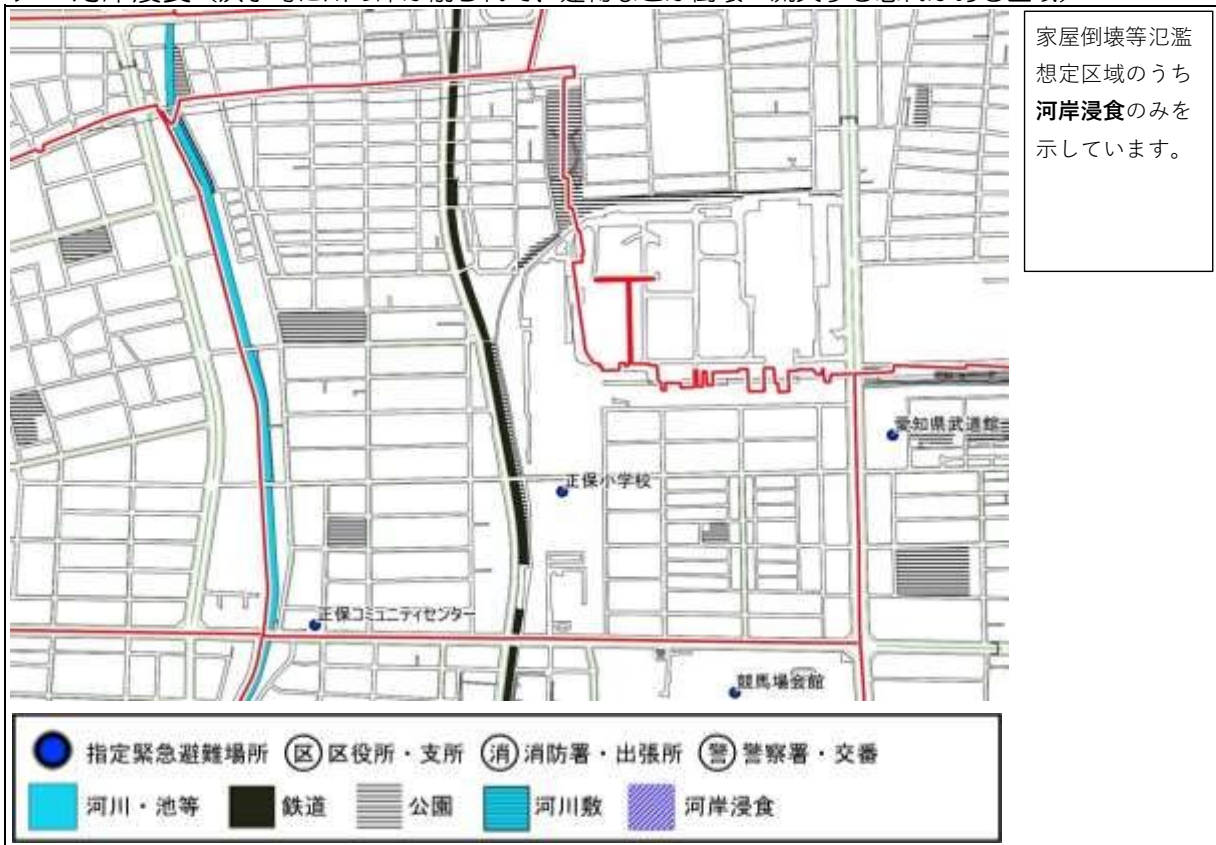 家屋倒壊等氾濫
想定区域のうち
河岸浸食のみを
示しています。
愛知県武道館
正保小学校
正保コミュニティセンター
警
競馬場会館
指定緊急避難場所 区 区役所・支所 消 消防署・出張所 警 警察署・交番
河川・池等 鉄道 公園 河川敷 河岸浸食